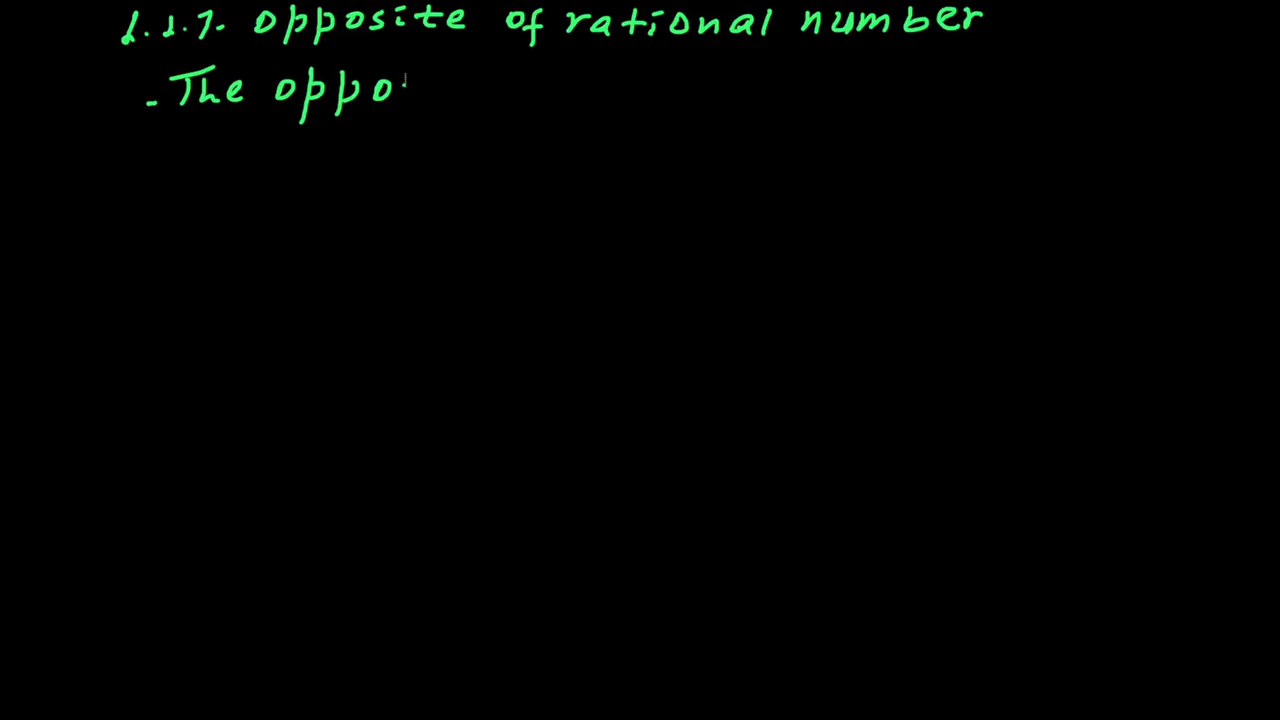 1.1.7. opposite of rational number
- The oppo